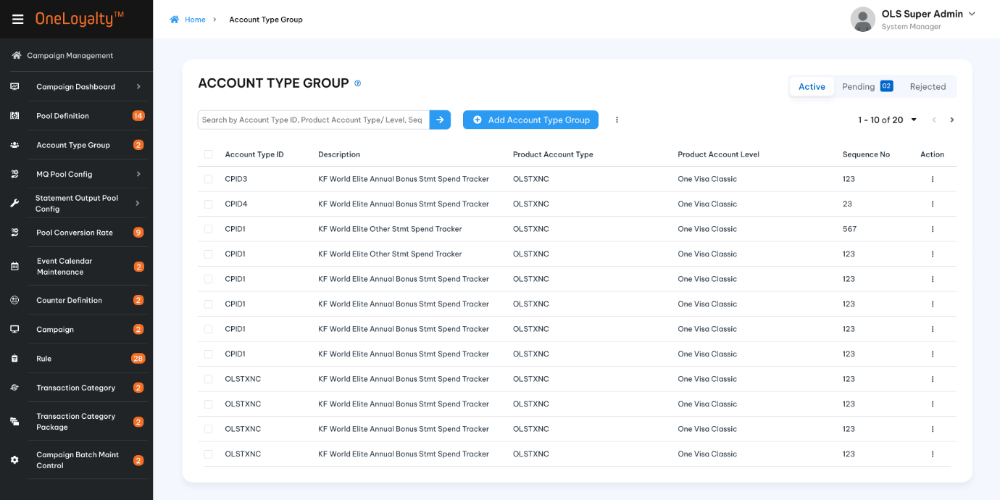 OneLoyalty™
Home
Account Type Group
OLS Super Admin
System Manager
Campaign Management
Campaign Dashboard
Pool Definition 14
Account Type Group 2
MQ Pool Config
Statement Output Pool
Config
Pool Conversion Rate 9
Event Calendar
Maintenance 2
Counter Definition 2
Campaign 2
Rule 28
Transaction Category 2
Transaction Category
Package 2
Campaign Batch Maint
Control 2
ACCOUNT TYPE GROUP ?
Active Pending 02 Rejected
Search by Account Type ID, Product Account Type/ Level, Seq
Add Account Type Group
1 - 10 of 20
Account Type ID Description Product Account Type Product Account Level Sequence No Action
CPID3 KF World Elite Annual Bonus Stmt Spend Tracker OLSTXNC One Visa Classic 123
CPID4 KF World Elite Annual Bonus Stmt Spend Tracker OLSTXNC One Visa Classic 23
CPID1 KF World Elite Other Stmt Spend Tracker OLSTXNC One Visa Classic 567
CPID1 KF World Elite Other Stmt Spend Tracker OLSTXNC One Visa Classic 123
CPID1 KF World Elite Annual Bonus Stmt Spend Tracker OLSTXNC One Visa Classic 123
CPID1 KF World Elite Annual Bonus Stmt Spend Tracker OLSTXNC One Visa Classic 123
CPID1 KF World Elite Annual Bonus Stmt Spend Tracker OLSTXNC One Visa Classic 123
CPID1 KF World Elite Annual Bonus Stmt Spend Tracker OLSTXNC One Visa Classic 123
OLSTXNC KF World Elite Annual Bonus Stmt Spend Tracker OLSTXNC One Visa Classic 123
OLSTXNC KF World Elite Annual Bonus Stmt Spend Tracker OLSTXNC One Visa Classic 123
OLSTXNC KF World Elite Annual Bonus Stmt Spend Tracker OLSTXNC One Visa Classic 123
OLSTXNC KF World Elite Annual Bonus Stmt Spend Tracker OLSTXNC One Visa Classic 123